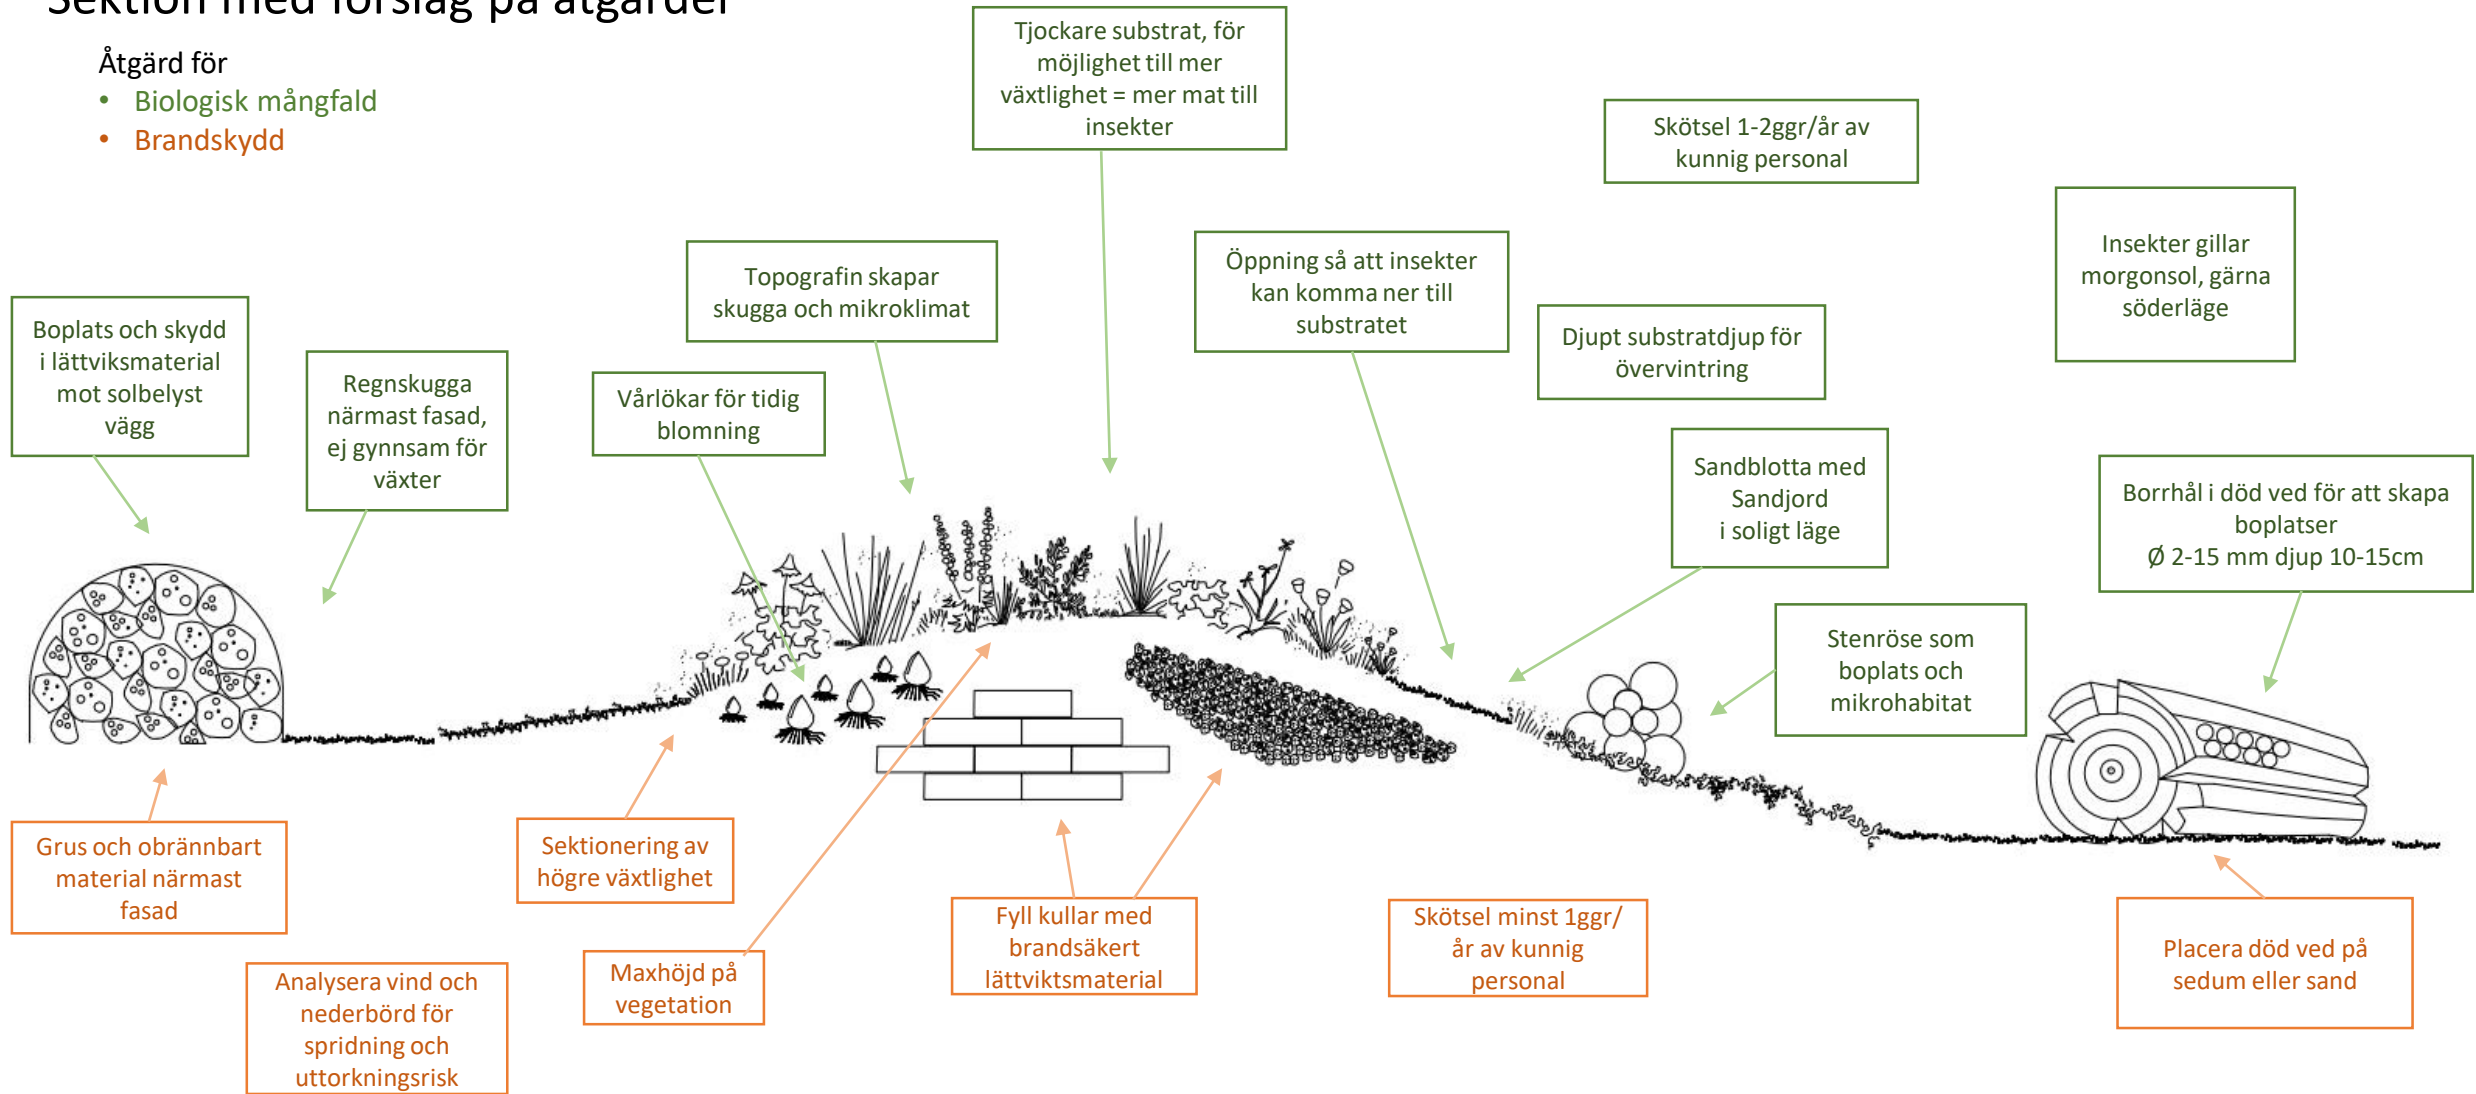 Sektion med förslag på åtgärder
Åtgärd för
• Biologisk mångfald
• Brandskydd
Tjockare substrat, för
möjlighet till mer
växtlighet = mer mat till
insekter
Skötsel 1-2ggr/år av
kunnig personal
Insekter gillar
morgonsol, gärna
söderläge
Topografin skapar
skugga och mikroklimat
Öppning så att insekter
kan komma ner till
substratet
Boplats och skydd
i lättviksmaterial
mot solbelyst
vägg
Djupt substratdjup för
övervintring
Regnskugga
närmast fasad,
ej gynnsam för
växter
Vårlökar för tidig
blomning
Sandblotta med
Sandjord
i soligt läge
Borrhål i död ved för att skapa
boplatser
Ø 2-15 mm djup 10-15cm
Stenröse som
boplats och
mikrohabitat
Grus och obrännbart
material närmast
fasad
Sektionering av
högre växtlighet
Fyll kullar med
brandsäkert
lättviktsmaterial
Skötsel minst 1ggr/
år av kunnig
personal
Placera död ved på
sedum eller sand
Maxhöjd på
vegetation
Analysera vind och
nederbörd för
spridning och
uttorkningsrisk